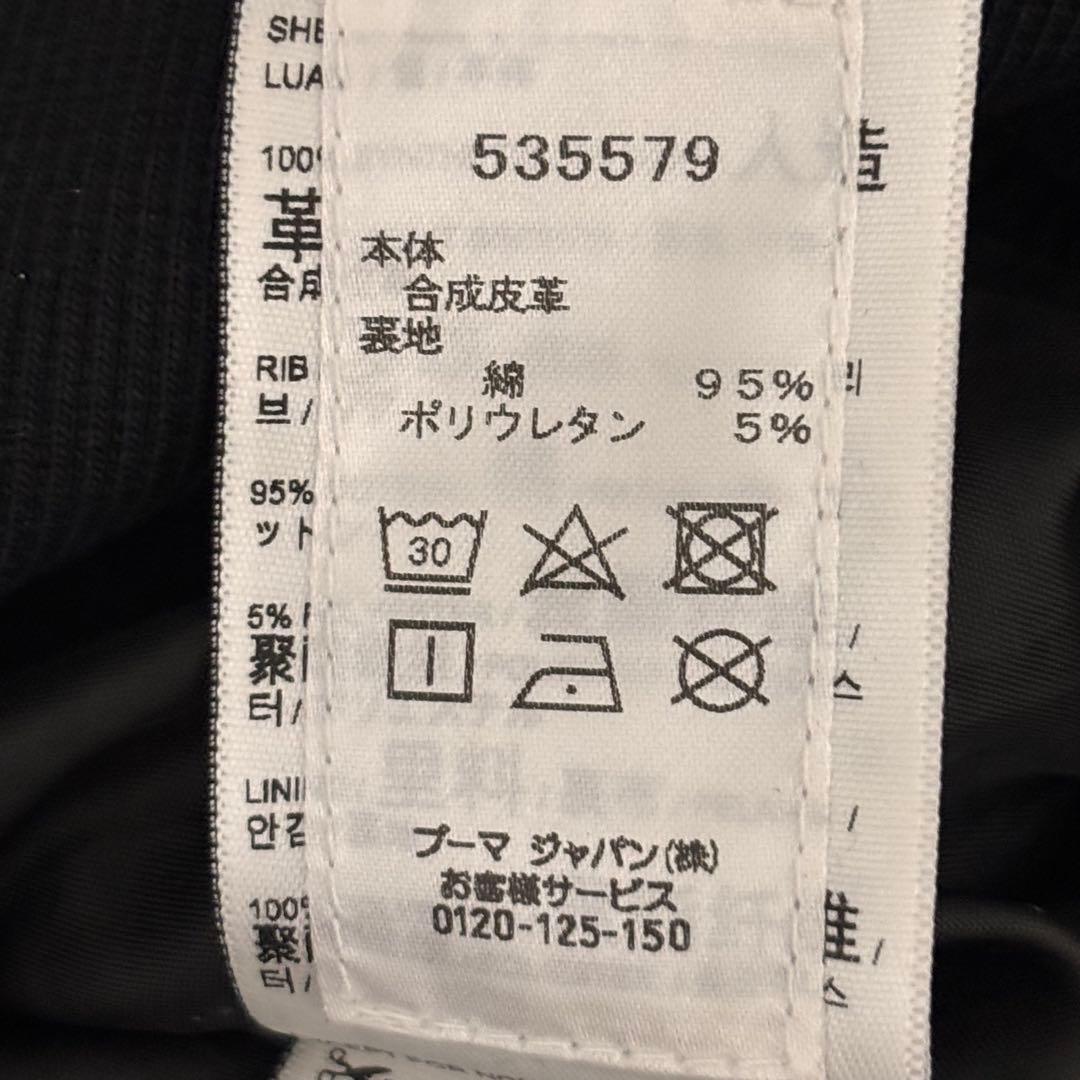 535579
本体
合成皮革
裏地
綿 95%
ポリウレタン 5%
30
プーマ ジャパン(株)
お客様サービス
0120-125-150
SHE
LUA
100%
革
合成
RIB
브/
95%
ット
5%
聚
터/
LINI
안감
100%
聚
터/